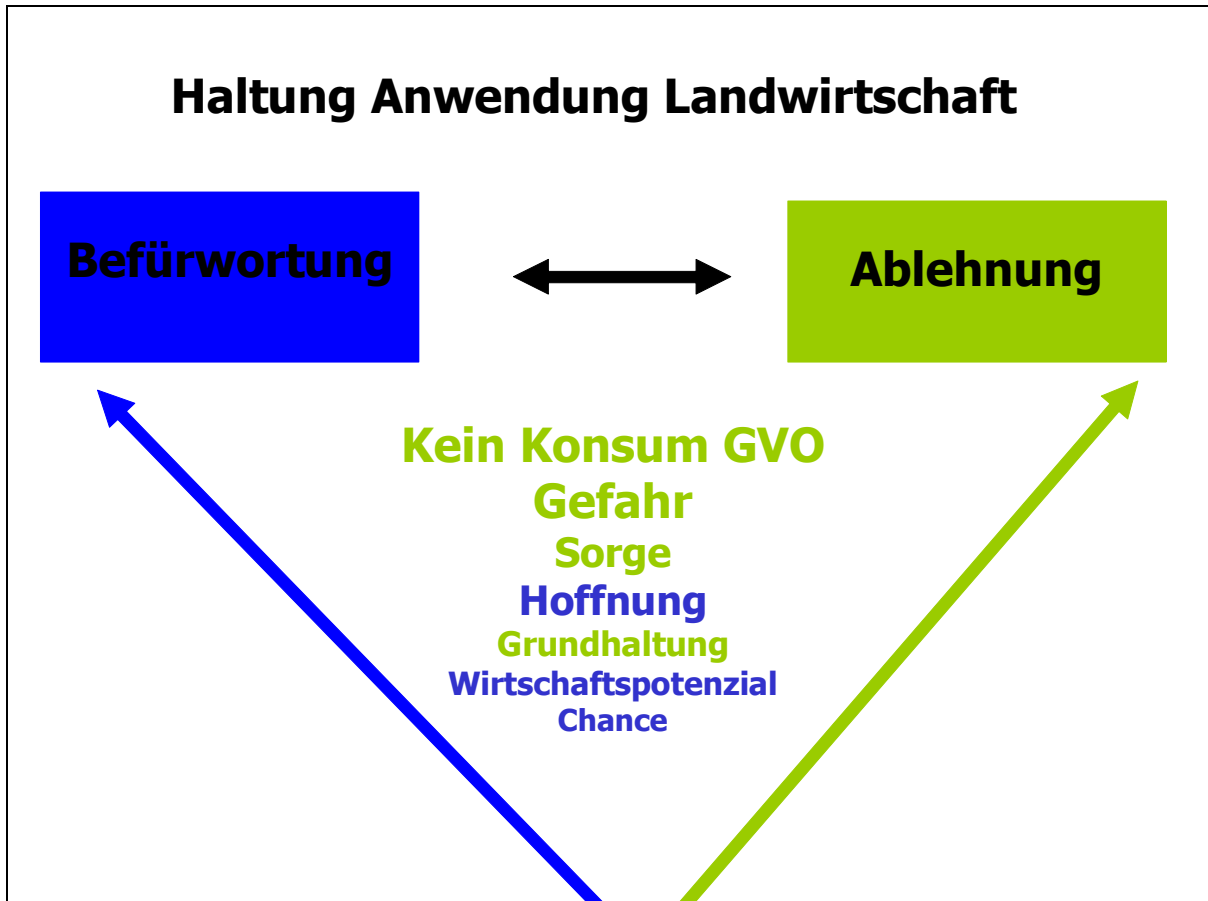 Haltung Anwendung Landwirtschaft
Befürwortung
Ablehnung
Kein Konsum GVO
Gefahr
Sorge
Hoffnung
Grundhaltung
Wirtschaftspotenzial
Chance